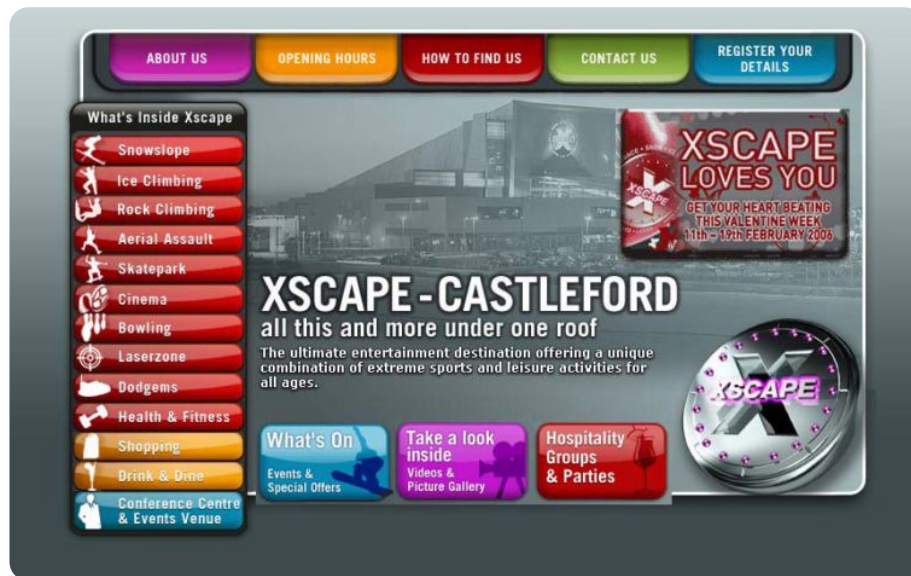 ABOUT US
OPENING HOURS
HOW TO FIND US
CONTACT US
REGISTER YOUR
DETAILS
What's Inside Xscape
Snowslope
Ice Climbing
Rock Climbing
Aerial Assault
Skatepark
Cinema
Bowling
Laserzone
Dodgems
Health & Fitness
Shopping
Drink & Dine
Conference Centre
& Events Venue
XSCAPE
XSCAPE
LOVES YOU
GET YOUR HEART BEATING
THIS VALENTINE WEEK
11th - 19th FEBRUARY 2006
XSCAPE - CASTLEFORD
all this and more under one roof
The ultimate entertainment destination offering a unique
combination of extreme sports and leisure activities for
all ages.
XSCAPE
What's On
Events &
Special Offers
Take a look
inside
Videos &
Picture Gallery
Hospitality
Groups
& Parties